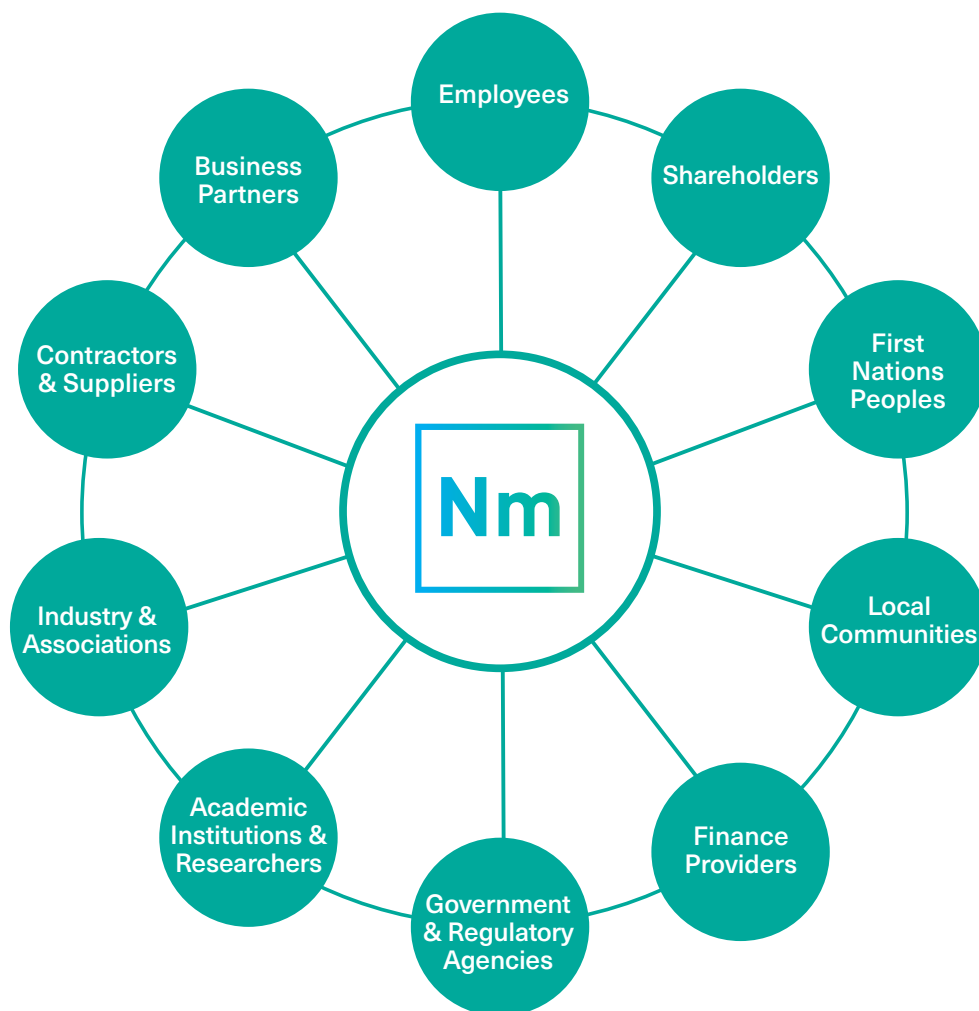 Employees
Shareholders
First
Nations
Peoples
Local
Communities
Finance
Providers
Government
& Regulatory
Agencies
Academic
Institutions &
Researchers
Industry &
Associations
Contractors
& Suppliers
Business
Partners
Nm